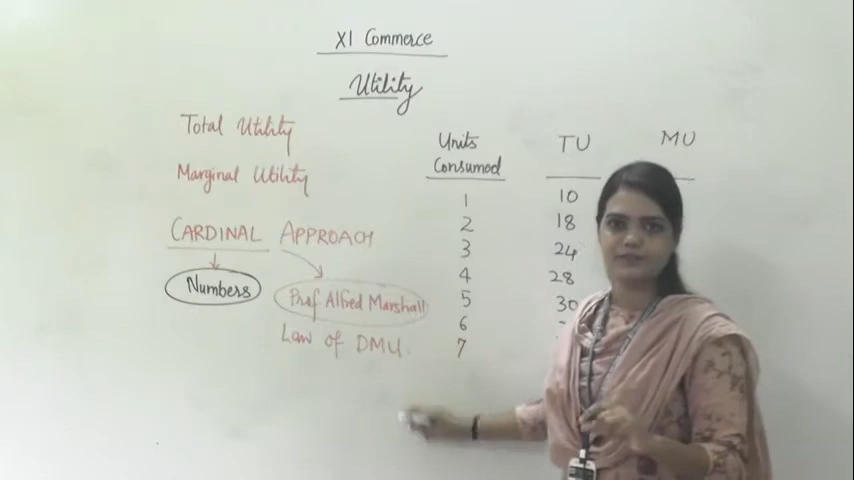 XI Commerce
Utility
Total Utility
Marginal Utility
CARDINAL APPROACH
Numbers
Prof Alfred Marshall
Law of DMU.
Units Consumed TU MU
1 10
2 18
3 24
4 28
5 30
6
7